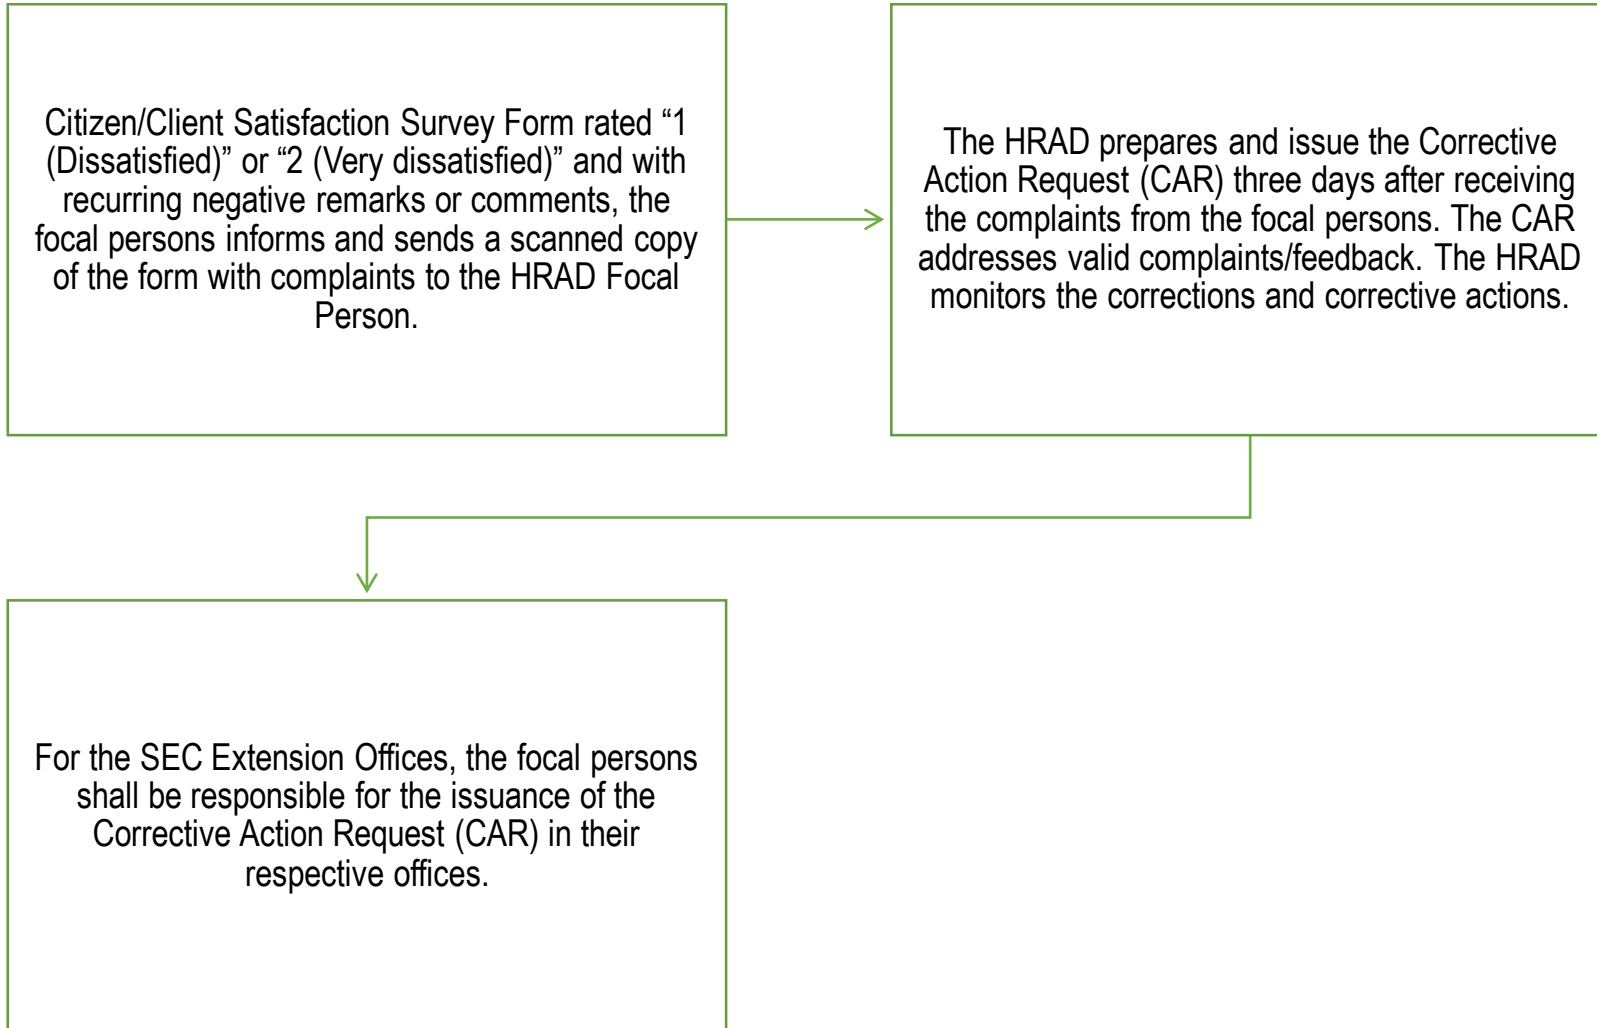 Citizen/Client Satisfaction Survey Form rated “1
(Dissatisfied)” or “2 (Very dissatisfied)” and with
recurring negative remarks or comments, the
focal persons informs and sends a scanned copy
of the form with complaints to the HRAD Focal
Person.
The HRAD prepares and issue the Corrective
Action Request (CAR) three days after receiving
the complaints from the focal persons. The CAR
addresses valid complaints/feedback. The HRAD
monitors the corrections and corrective actions.
For the SEC Extension Offices, the focal persons
shall be responsible for the issuance of the
Corrective Action Request (CAR) in their
respective offices.